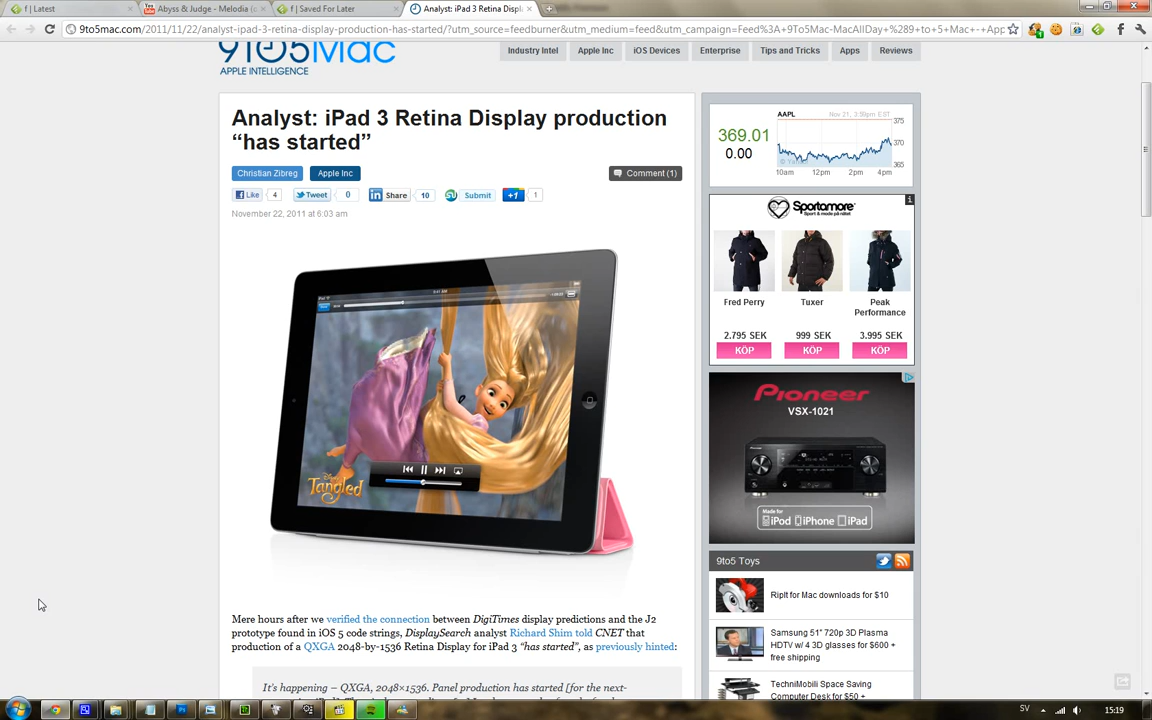 f | Latest
Abyss & Judge - Melodia (c
f | Saved For Later
Analyst: iPad 3 Retina Displ
9to5mac.com/2011/11/22/analyst-ipad-3-retina-display-production-has-started/?utm_source=feedburner&utm_medium=feed&utm_campaign=Feed%3A+9To5Mac-MacAllDay+%289+to+5+Mac+-+App
9to5Mac
APPLE INTELLIGENCE
Industry Intel
Apple Inc
iOS Devices
Enterprise
Tips and Tricks
Apps
Reviews
Analyst: iPad 3 Retina Display production
“has started”
Christian Zibreg
Apple Inc
Comment (1)
Like 4
Tweet 0
Share 10
Submit
+1 1
November 22, 2011 at 6:03 am
Disney
Tangled
Mere hours after we verified the connection between DigiTimes display predictions and the J2
prototype found in iOS 5 code strings, DisplaySearch analyst Richard Shim told CNET that
production of a QXGA 2048-by-1536 Retina Display for iPad 3 “has started”, as previously hinted:
It’s happening – QXGA, 2048×1536. Panel production has started [for the next-
AAPL
Nov 21, 3:59pm EST
369.01
0.00
375
370
365
© Yahoo!
10am 12pm 2pm 4pm
Sportamore
Sport & mode på nätet
Fred Perry
2.795 SEK
KÖP
Tuxer
999 SEK
KÖP
Peak
Performance
3.995 SEK
KÖP
Pioneer
VSX-1021
Made for
iPod iPhone iPad
9to5 Toys
RipIt for Mac downloads for $10
Samsung 51" 720p 3D Plasma
HDTV w/ 4 3D glasses for $600 +
free shipping
TechniMobili Space Saving
Computer Desk for $50 +
SV
15:19